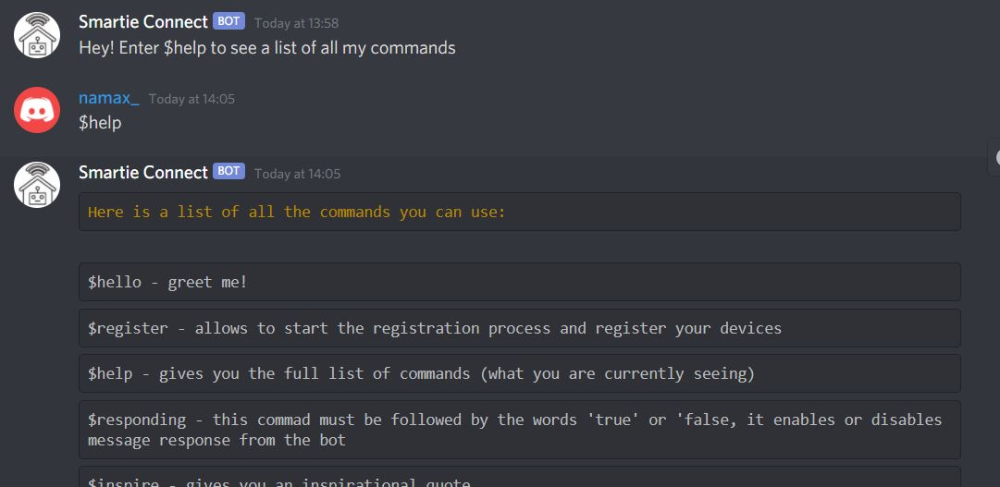 Smartie Connect BOT Today at 13:58
Hey! Enter $help to see a list of all my commands
namax_ Today at 14:05
$help
Smartie Connect BOT Today at 14:05
Here is a list of all the commands you can use:
$hello - greet me!
$register - allows to start the registration process and register your devices
$help - gives you the full list of commands (what you are currently seeing)
$responding - this commad must be followed by the words 'true' or 'false, it enables or disables
message response from the bot
$inspire - gives you an inspirational quote